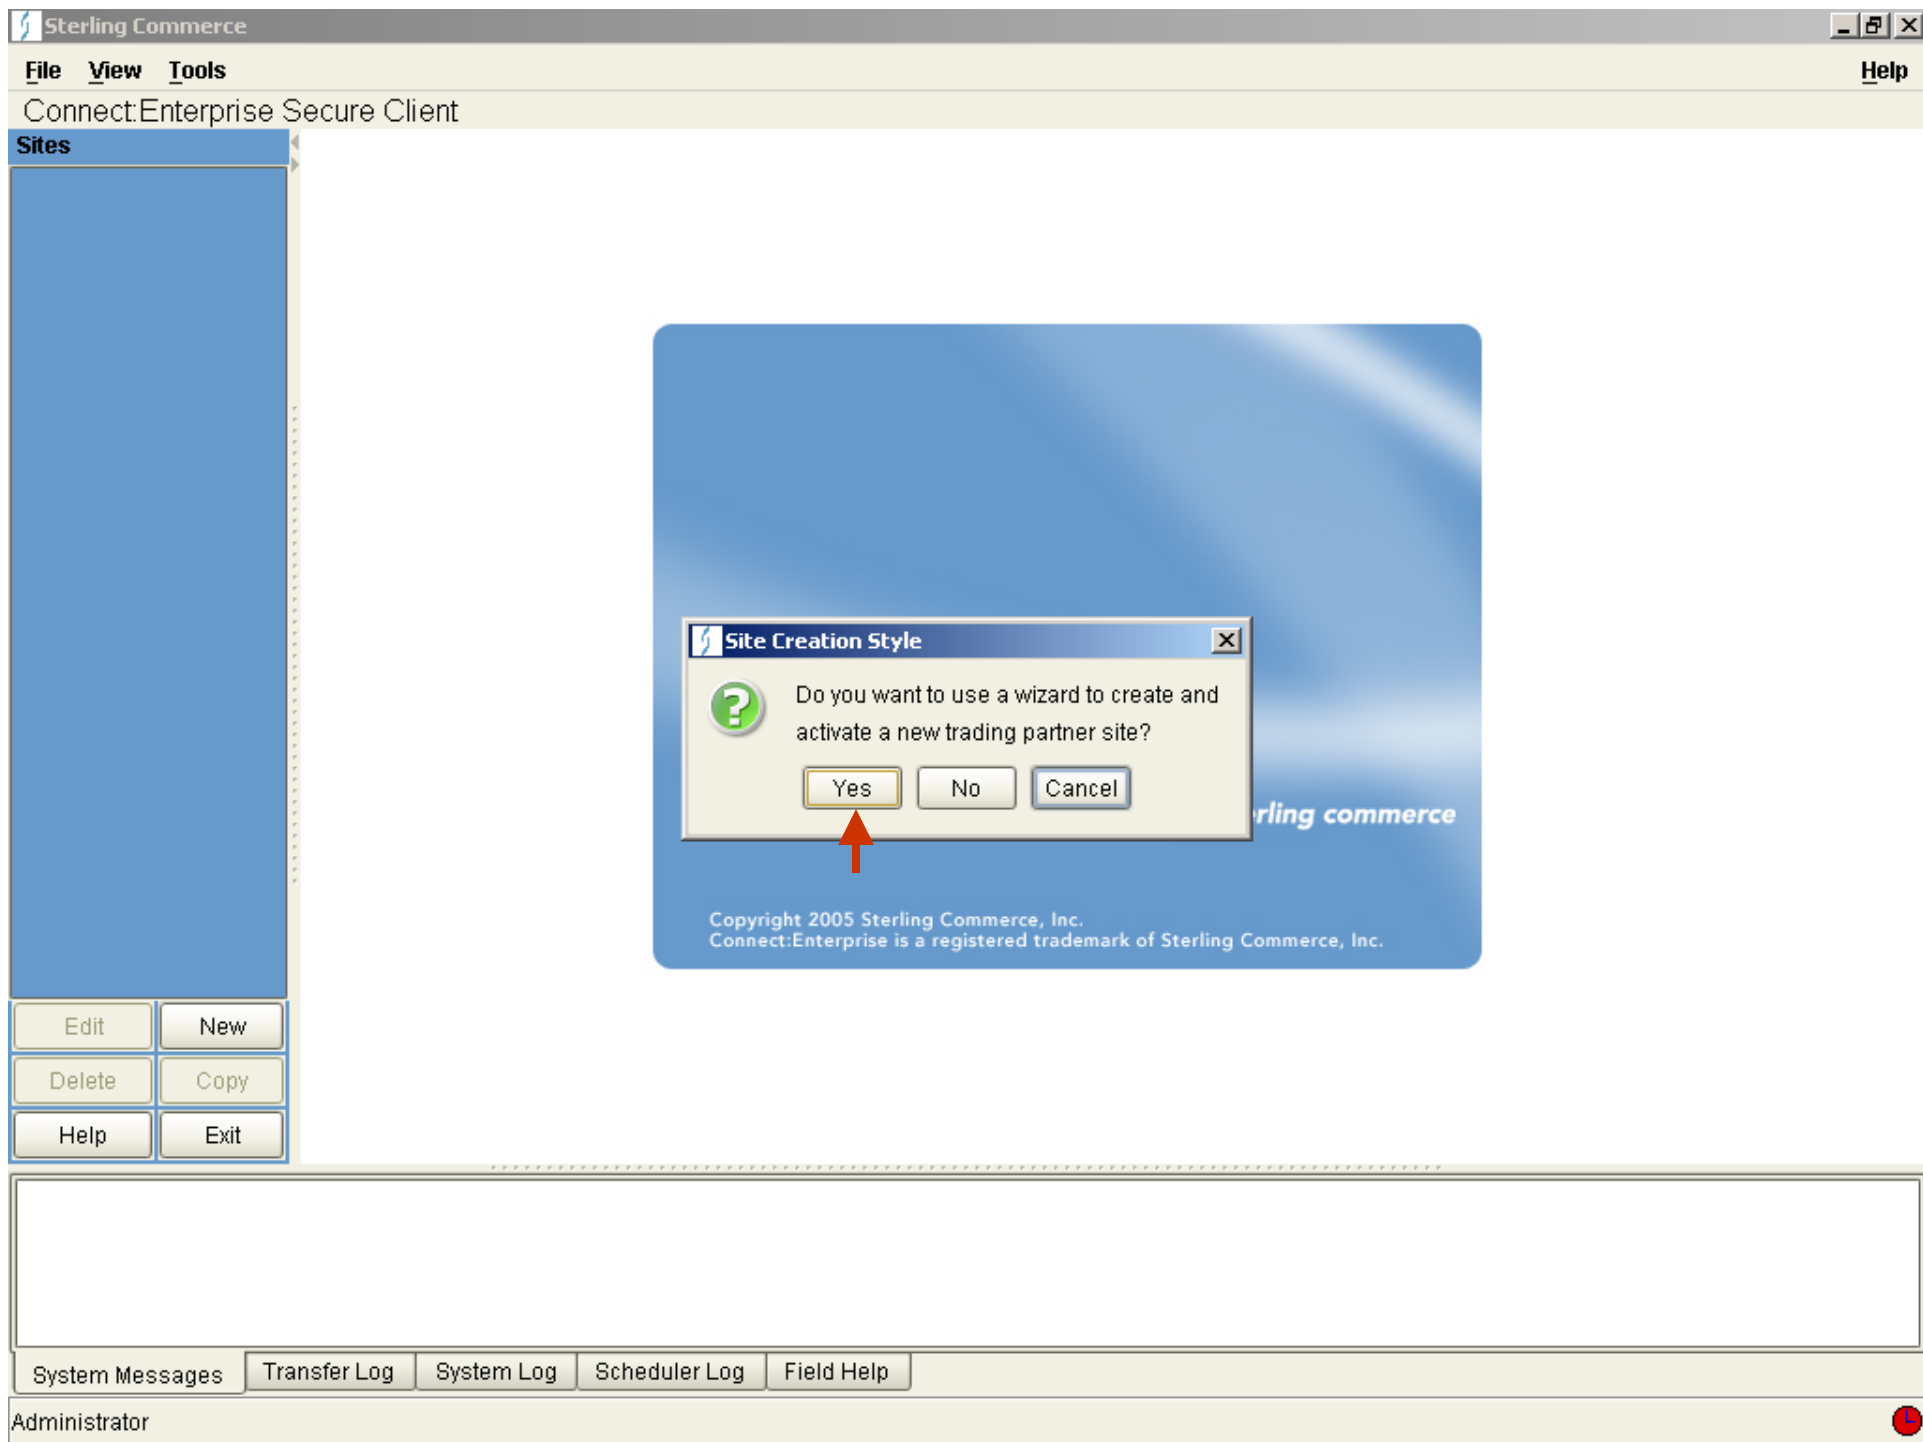 Sterling Commerce
File View Tools Help
Connect:Enterprise Secure Client
Sites
Site Creation Style
Do you want to use a wizard to create and
activate a new trading partner site?
Yes No Cancel
rling commerce
Copyright 2005 Sterling Commerce, Inc.
Connect:Enterprise is a registered trademark of Sterling Commerce, Inc.
Edit New
Delete Copy
Help Exit
System Messages Transfer Log System Log Scheduler Log Field Help
Administrator